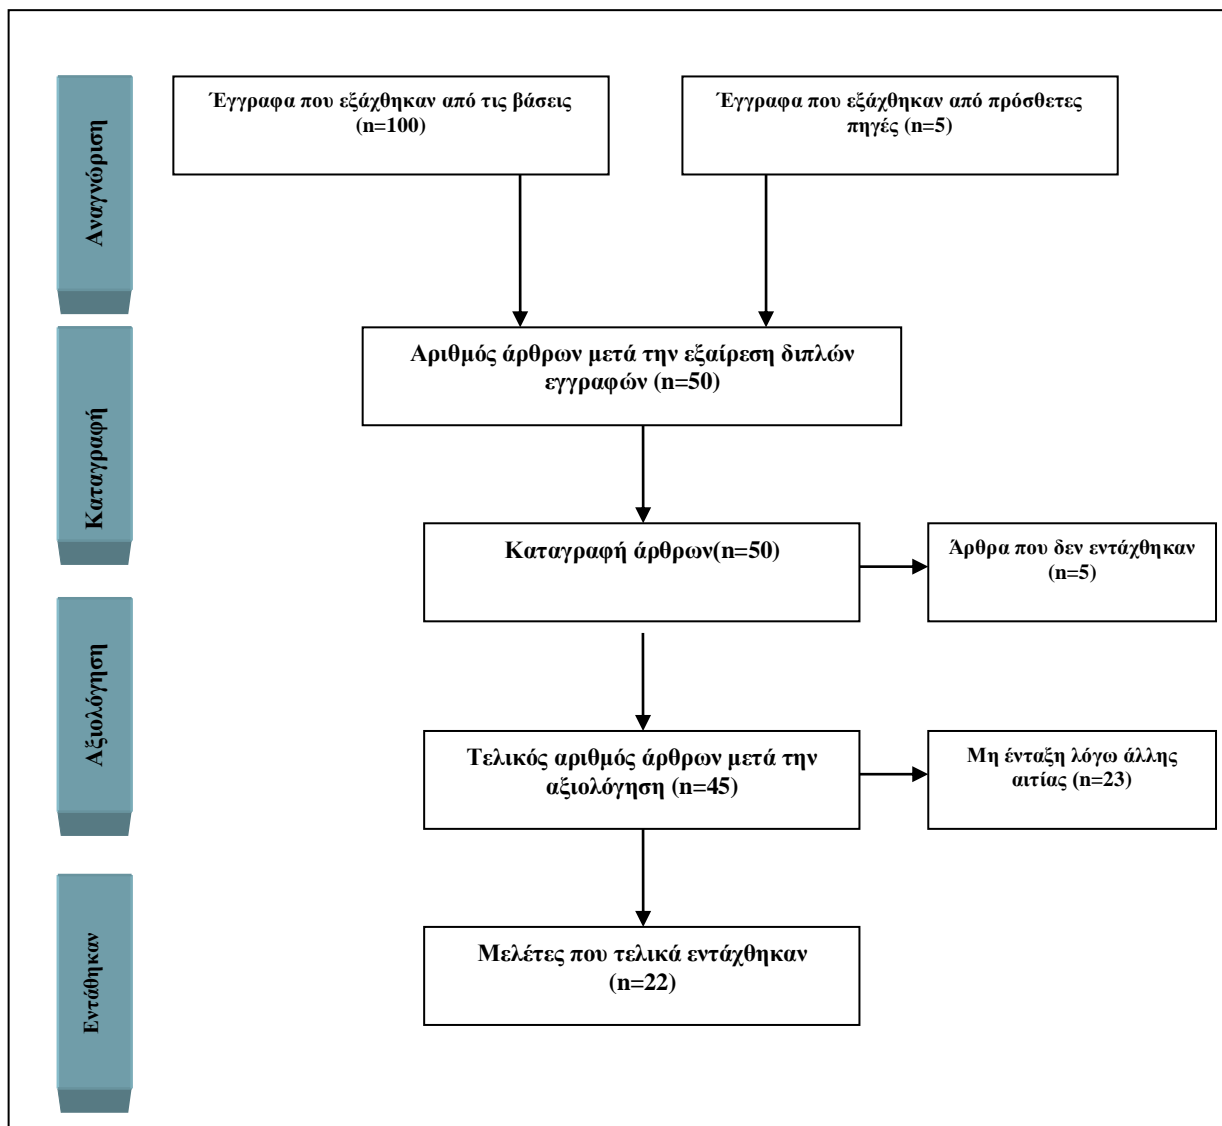 Αναγνώριση
Έγγραφα που εξάχθηκαν από τις βάσεις
(n=100)
Έγγραφα που εξάχθηκαν από πρόσθετες
πηγές (n=5)
Καταγραφή
Αριθμός άρθρων μετά την εξαίρεση διπλών
εγγραφών (n=50)
Καταγραφή άρθρων(n=50)
Άρθρα που δεν εντάχθηκαν
(n=5)
Αξιολόγηση
Τελικός αριθμός άρθρων μετά την
αξιολόγηση (n=45)
Μη ένταξη λόγω άλλης
αιτίας (n=23)
Εντάθηκαν
Μελέτες που τελικά εντάχθηκαν
(n=22)